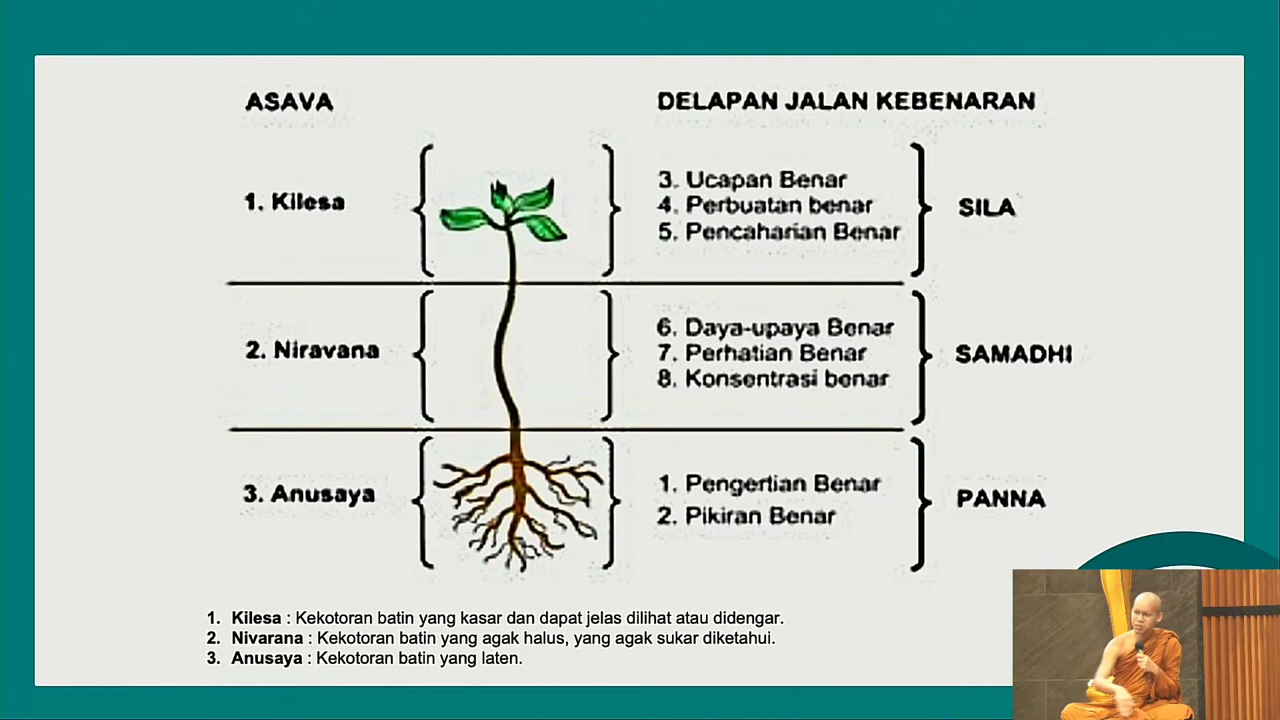 ASAVA
DELAPAN JALAN KEBENARAN
1. Kilesa
3. Ucapan Benar
4. Perbuatan benar
5. Pencaharian Benar
SILA
2. Niravana
6. Daya-upaya Benar
7. Perhatian Benar
8. Konsentrasi benar
SAMADHI
3. Anusaya
1. Pengertian Benar
2. Pikiran Benar
PANNA
1. Kilesa : Kekotoran batin yang kasar dan dapat jelas dilihat atau didengar.
2. Nivarana : Kekotoran batin yang agak halus, yang agak sukar diketahui.
3. Anusaya : Kekotoran batin yang laten.